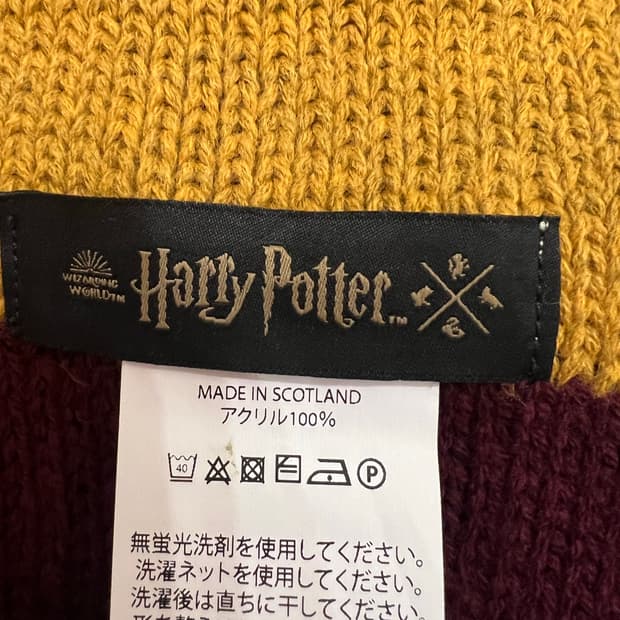 WIZARDING
WORLD™
Harry Potter™
MADE IN SCOTLAND
アクリル100%
40
P
無蛍光洗剤を使用してください。
洗濯ネットを使用してください。
洗濯後は直ちに干してください。